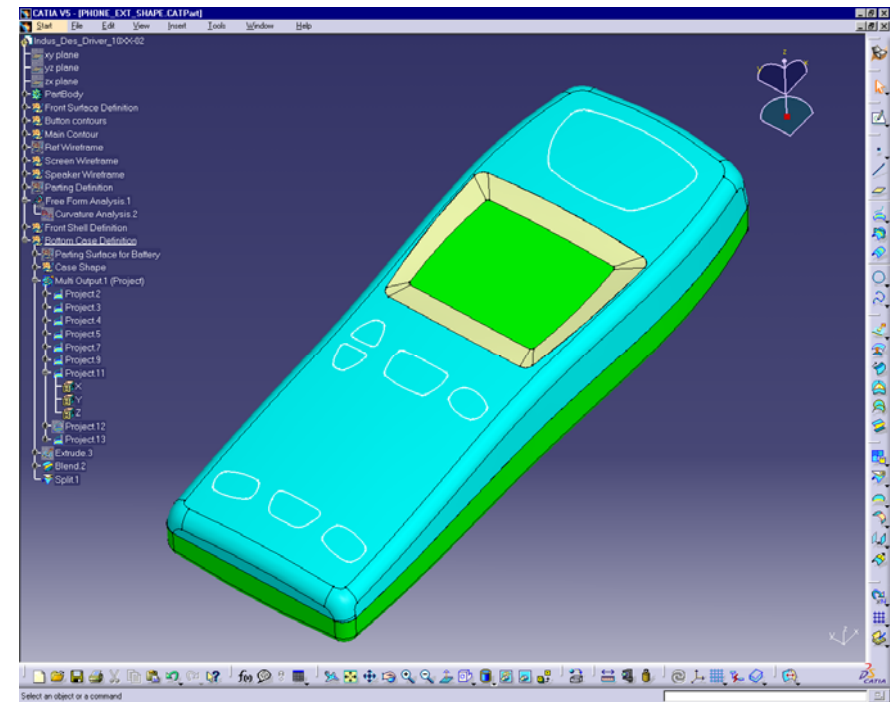 CATIA V5 - [PHONE_EXT_SHAPE.CATPart]
Start File Edit View Insert Tools Window Help
Indus_Des_Driver_10XX-02
xy plane
yz plane
zx plane
PartBody
Front Surface Definition
Button contours
Main Contour
Ref Wireframe
Screen Wireframe
Speaker Wireframe
Parting Definition
Free Form Analysis.1
Curvature Analysis.2
Front Shell Definition
Bottom Case Definition
Parting Surface for Battery
Case Shape
Multi Output.1 (Project)
Project.2
Project.3
Project.4
Project.5
Project.7
Project.9
Project.11
X
Y
Z
Project.12
Project.13
Extrude.3
Blend.2
Split.1
z
f(x)
CATIA
Select an object or a command